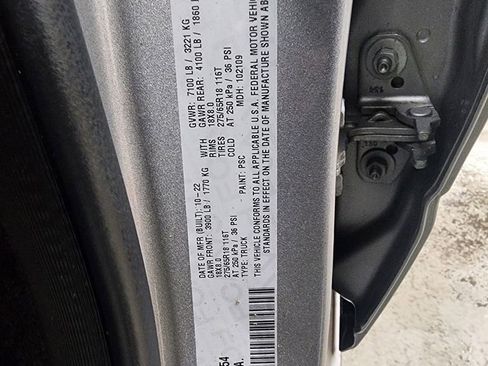 DATE OF MFR (BUILT): 10-22 GVWR: 7100 LB / 3221 KG
GAWR FRONT: 3900 LB / 1770 KG WITH GAWR REAR: 4100 LB / 1860
18X8.0 RIMS 18X8.0
275/65R18 116T TIRES 275/65R18 116T
AT 250 kPa / 36 PSI COLD AT 250 kPa / 36 PSI
TYPE: TRUCK PAINT: PSC MDH: 102109
THIS VEHICLE CONFORMS TO ALL APPLICABLE U.S.A. FEDERAL MOTOR VEHIC
STANDARDS IN EFFECT ON THE DATE OF MANUFACTURE SHOWN AB
54
A.